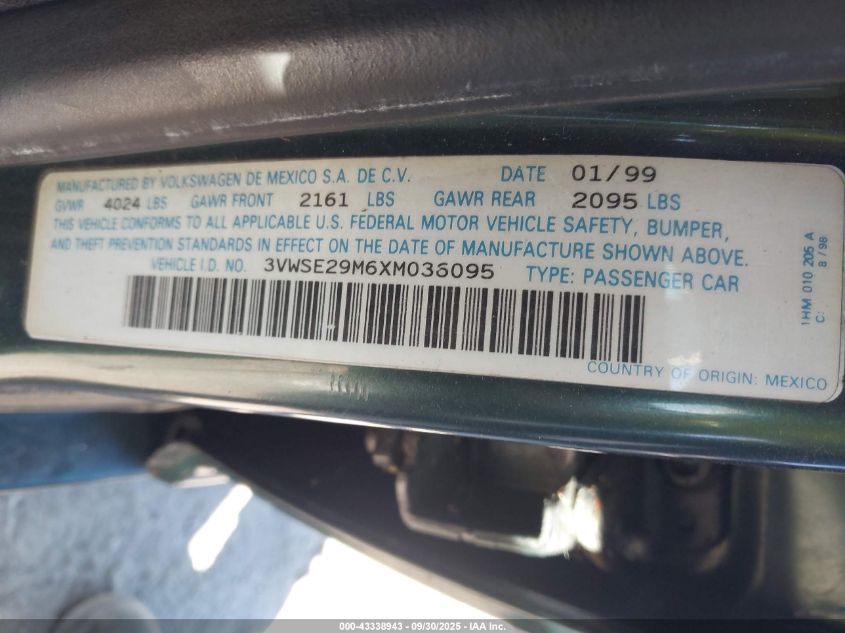 MANUFACTURED BY VOLKSWAGEN DE MEXICO S.A. DE C.V. DATE 01/99
GVWR 4024 LBS GAWR FRONT 2161 LBS GAWR REAR 2095 LBS
THIS VEHICLE CONFORMS TO ALL APPLICABLE U.S. FEDERAL MOTOR VEHICLE SAFETY, BUMPER,
AND THEFT PREVENTION STANDARDS IN EFFECT ON THE DATE OF MANUFACTURE SHOWN ABOVE.
VEHICLE I.D. NO. 3VWSE29M6XM036095 TYPE: PASSENGER CAR
COUNTRY OF ORIGIN: MEXICO
1HM 010 205 A
C: 8/98
000-43338943 - 09/30/2025 - IAA Inc.